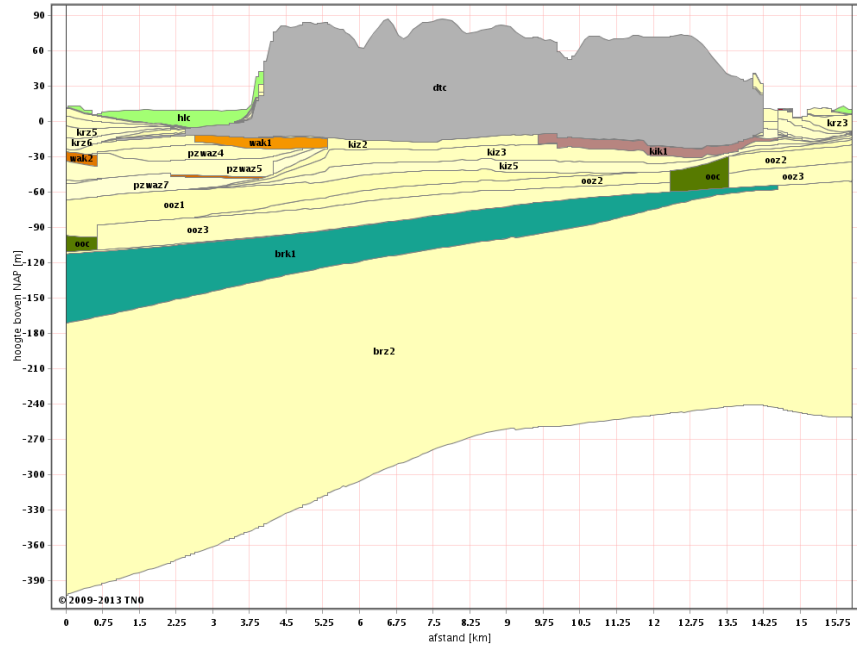 90
60
30
0
-30
-60
-90
-120
-150
-180
-210
-240
-270
-300
-330
-360
-390
hoogte boven NAP [m]
dtc
hlc
krz5
krz3
krz6
wak1
kiz2
kik1
wak2
pzwaz4
kiz3
pzwaz5
kiz5
ooz2
pzwaz7
ooz2
ooc
ooz3
ooz1
ooz3
ooc
brk1
brz2
© 2009-2013 TNO
0 0.75 1.5 2.25 3 3.75 4.5 5.25 6 6.75 7.5 8.25 9 9.75 10.5 11.25 12 12.75 13.5 14.25 15 15.75
afstand [km]